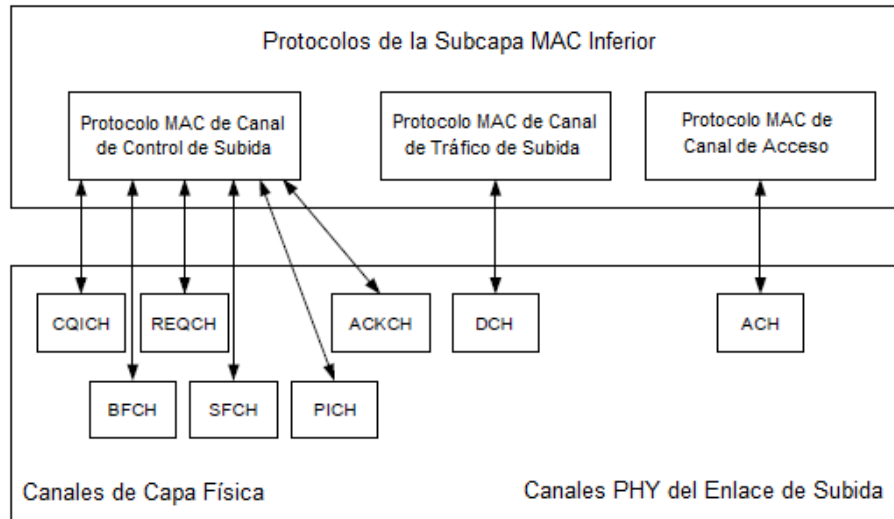 Protocolos de la Subcapa MAC Inferior
Protocolo MAC de Canal
de Control de Subida
Protocolo MAC de Canal
de Tráfico de Subida
Protocolo MAC de
Canal de Acceso
CQICH
REQCH
ACKCH
DCH
ACH
BFCH
SFCH
PICH
Canales de Capa Física
Canales PHY del Enlace de Subida